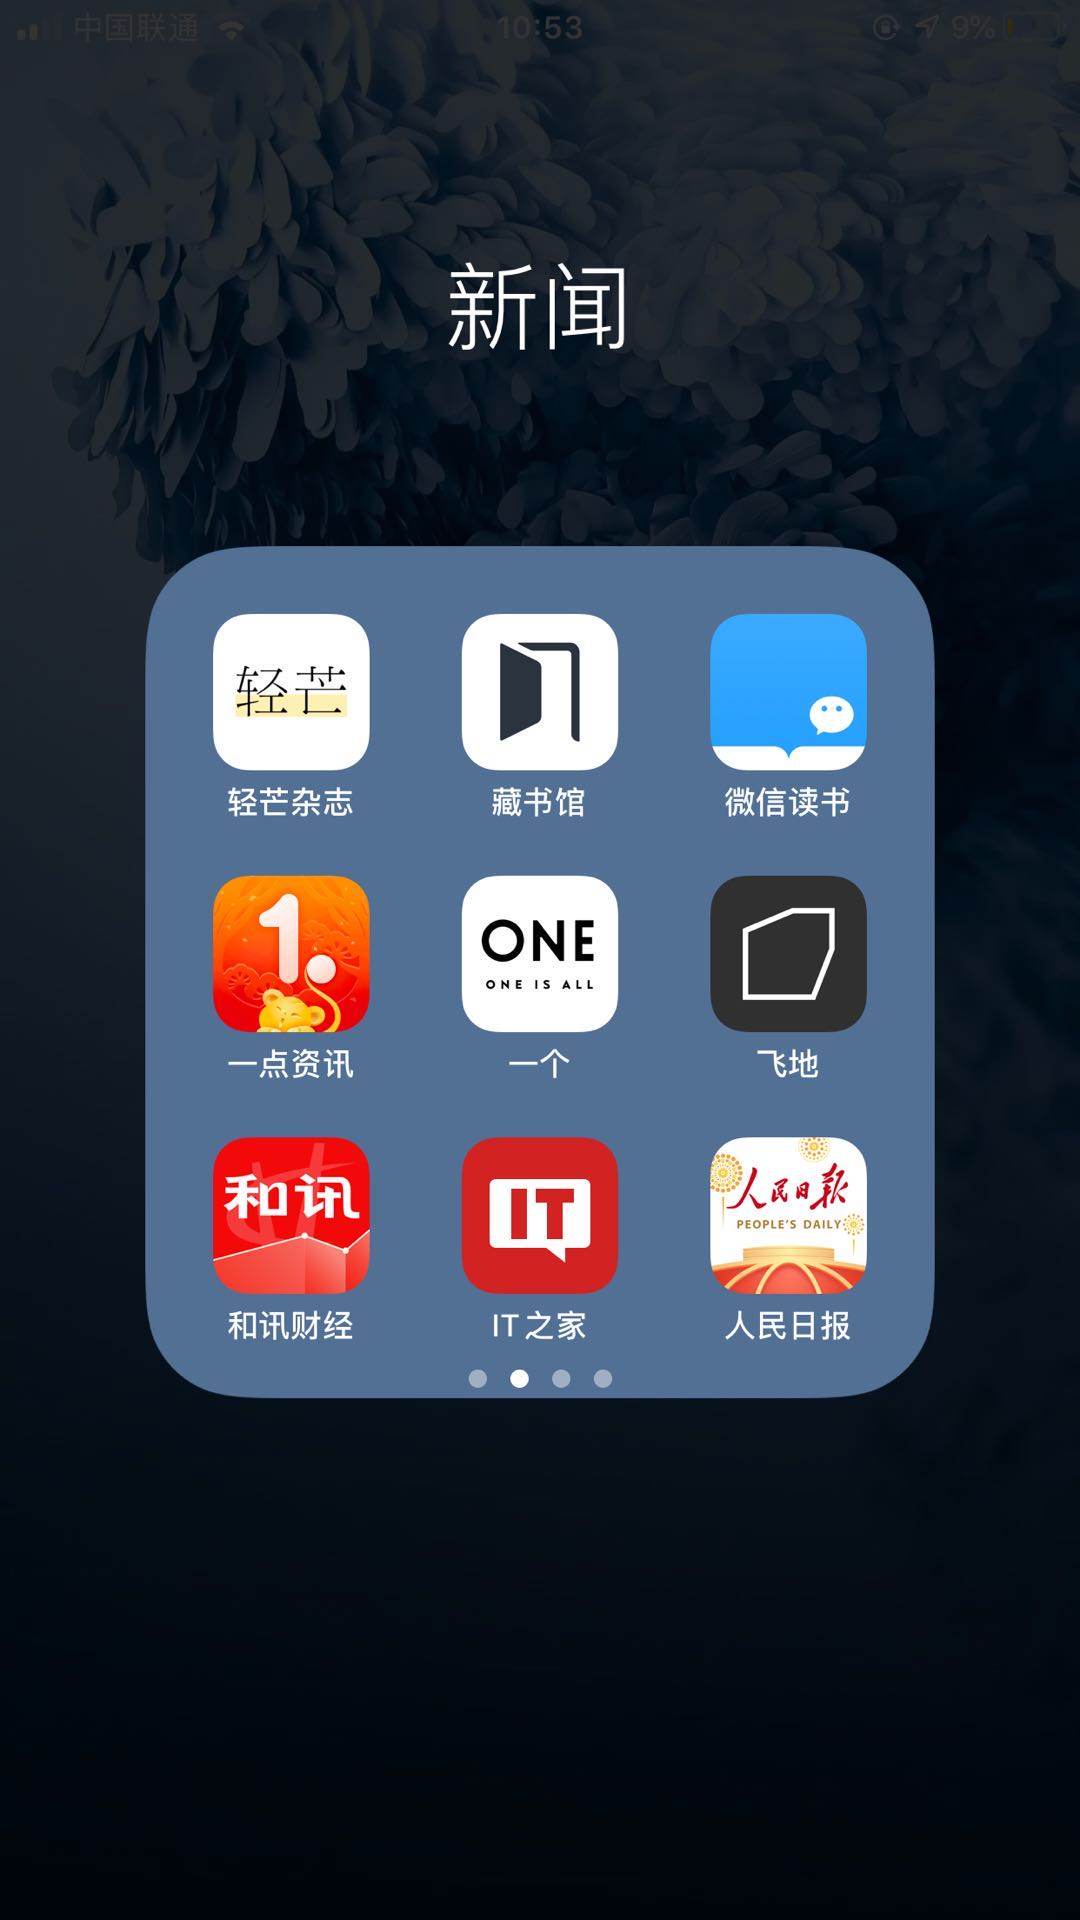 中国联通
10:53
9%
新闻
轻芒
轻芒杂志
藏书馆
微信读书
1
一点资讯
ONE
ONE IS ALL
一个
飞地
和讯
和讯财经
IT
IT之家
人民日报
PEOPLE'S DAILY
人民日报